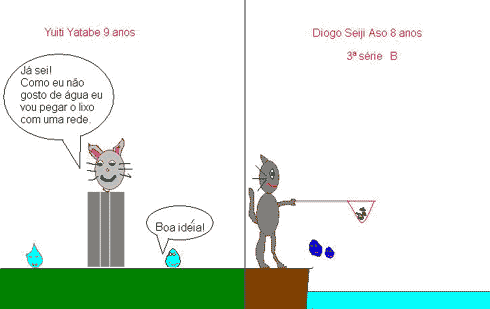 Yuiti Yatabe 9 anos
Já sei!
Como eu não
gosto de água eu
vou pegar o lixo
com uma rede.
Boa idéia!
Diogo Seiji Aso 8 anos
3ª série B